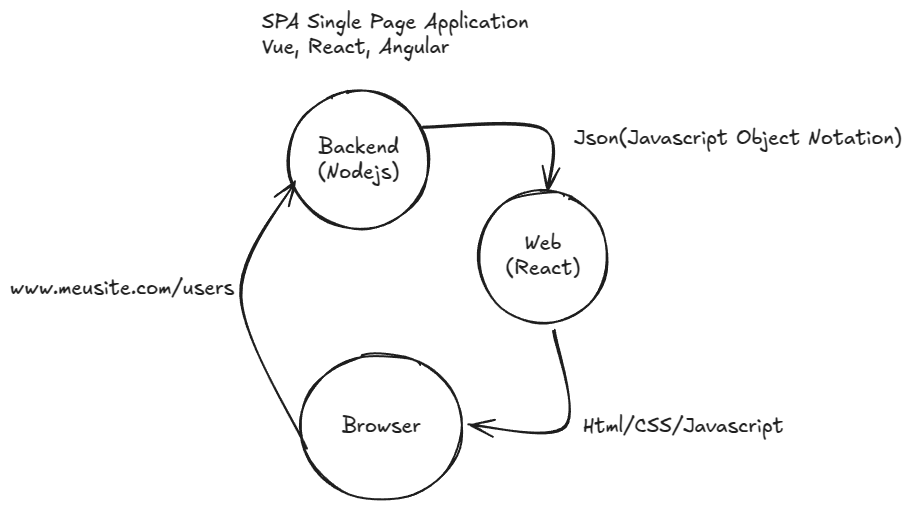 SPA Single Page Application
Vue, React, Angular
Backend
(Nodejs)
Json(Javascript Object Notation)
Web
(React)
www.meusite.com/users
Browser
Html/CSS/Javascript